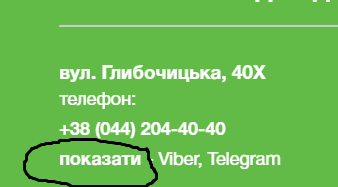 вул. Глибочицька, 40Х
телефон:
+38 (044) 204-40-40
показати - Viber, Telegram